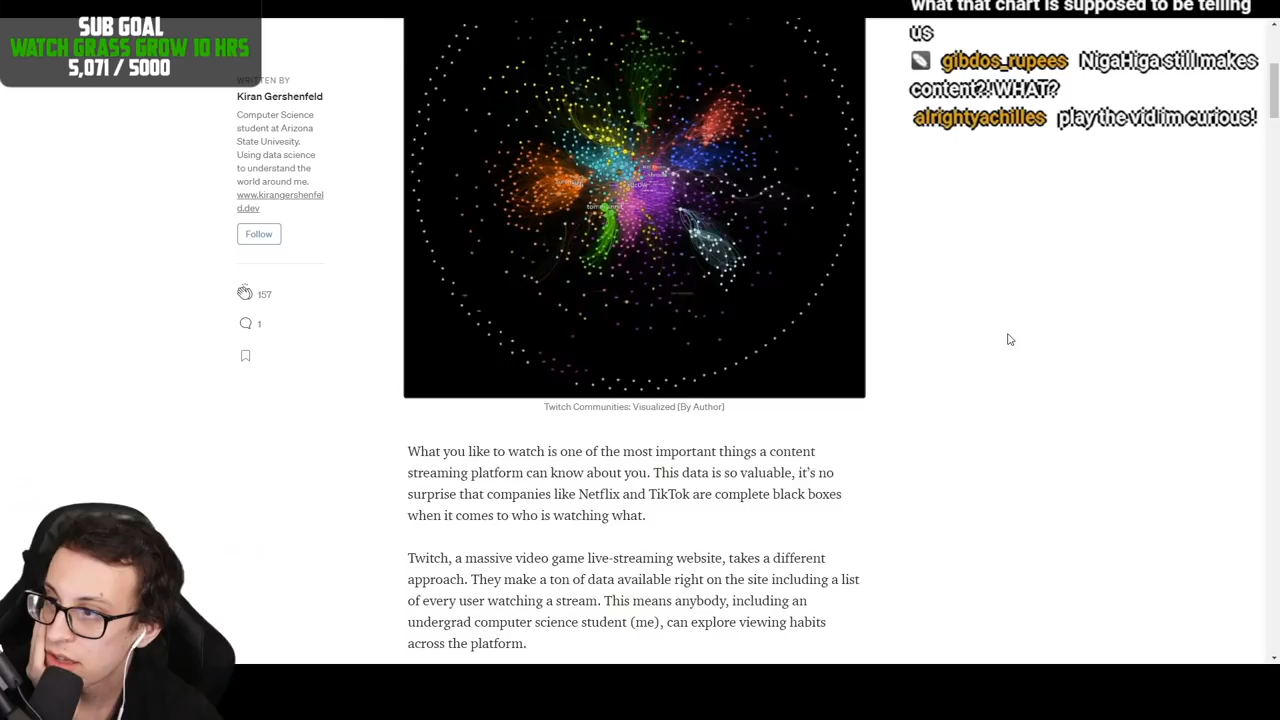 SUB GOAL
WATCH GRASS GROW 10 HRS
5,071 / 5000
what that chart is supposed to be telling
us
gibdos_rupees NigaHiga still makes
content?! WHAT?
alrightyachilles play the vid im curious!
WRITTEN BY
Kiran Gershenfeld
Computer Science
student at Arizona
State Univesity.
Using data science
to understand the
world around me.
www.kirangershenfel
d.dev
Follow
157
1
Twitch Communities: Visualized [By Author]
What you like to watch is one of the most important things a content
streaming platform can know about you. This data is so valuable, it's no
surprise that companies like Netflix and TikTok are complete black boxes
when it comes to who is watching what.
Twitch, a massive video game live-streaming website, takes a different
approach. They make a ton of data available right on the site including a list
of every user watching a stream. This means anybody, including an
undergrad computer science student (me), can explore viewing habits
across the platform.